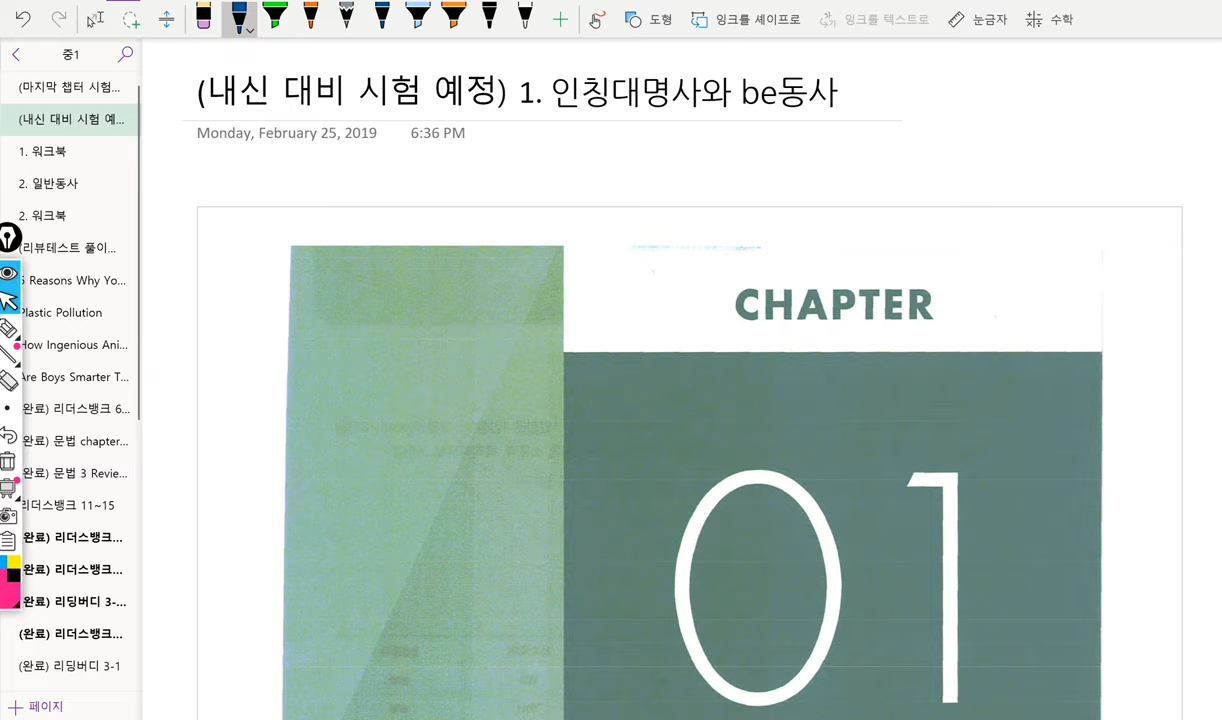 도형
잉크를 셰이프로
잉크를 텍스트로
눈금자
수학
중1
(마지막 챕터 시험...
(내신 대비 시험 예...
1. 워크북
2. 일반동사
2. 워크북
(리뷰테스트 풀이...
5 Reasons Why Yo...
Plastic Pollution
How Ingenious Ani...
Are Boys Smarter T...
(완료) 리더스뱅크 6...
(완료) 문법 chapter...
(완료) 문법 3 Revie...
리더스뱅크 11~15
(완료) 리더스뱅크...
(완료) 리더스뱅크...
(완료) 리딩버디 3-...
(완료) 리더스뱅크...
(완료) 리딩버디 3-1
페이지
(내신 대비 시험 예정) 1. 인칭대명사와 be동사
Monday, February 25, 2019 6:36 PM
CHAPTER
01